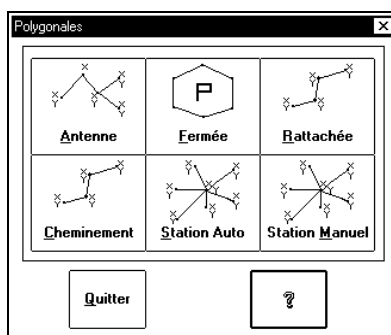 Polygonales
X
Y X Y X Y
Antenne
P
Fermée
X Y X Y X Y
Rattachée
X Y X Y X Y
Cheminement
X Y X Y X Y X Y X Y
Station Auto
X Y X Y X Y X Y X Y
Station Manuel
Quitter
?